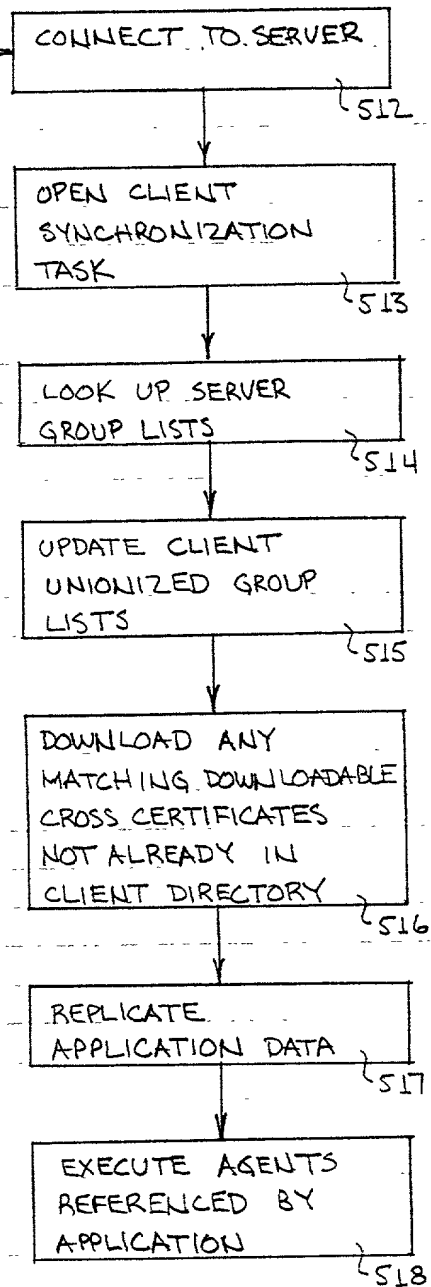 CONNECT TO SERVER
512
OPEN CLIENT
SYNCHRONIZATION
TASK
513
LOOK UP SERVER
GROUP LISTS
514
UPDATE CLIENT
UNIONIZED GROUP
LISTS
515
DOWNLOAD ANY
MATCHING DOWNLOADABLE
CROSS CERTIFICATES
NOT ALREADY IN
CLIENT DIRECTORY
516
REPLICATE
APPLICATION DATA
517
EXECUTE AGENTS
REFERENCED BY
APPLICATION
518